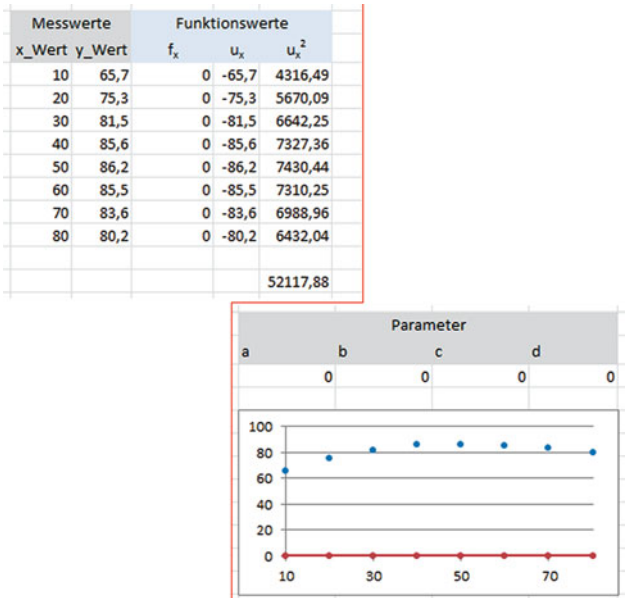 Messwerte Funktionswerte
x_Wert y_Wert fₓ uₓ uₓ²
10 65,7 0 -65,7 4316,49
20 75,3 0 -75,3 5670,09
30 81,5 0 -81,5 6642,25
40 85,6 0 -85,6 7327,36
50 86,2 0 -86,2 7430,44
60 85,5 0 -85,5 7310,25
70 83,6 0 -83,6 6988,96
80 80,2 0 -80,2 6432,04
52117,88
Parameter
a b c d
0 0 0 0
100
80
60
40
20
0
10 30 50 70